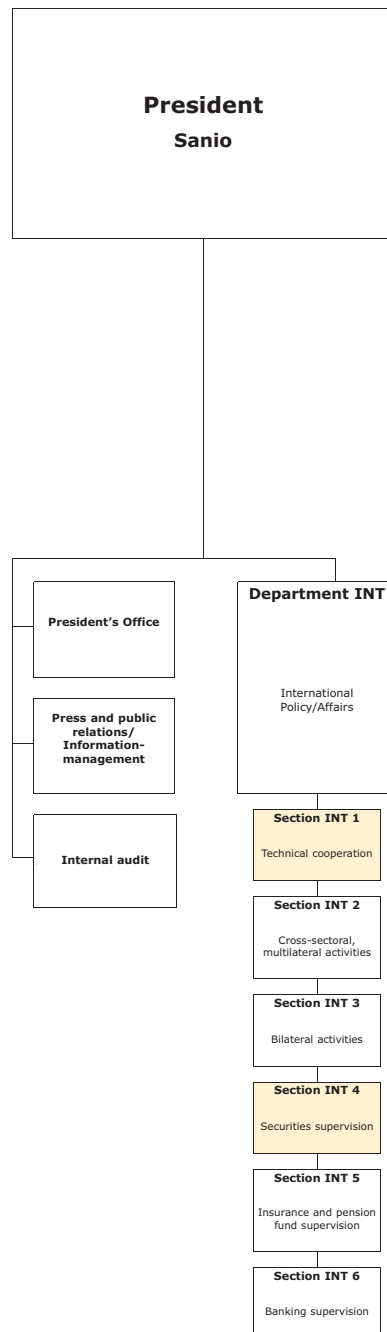 President
Sanio
President's Office
Press and public
relations/
Information-
management
Internal audit
Department INT
International
Policy/Affairs
Section INT 1
Technical cooperation
Section INT 2
Cross-sectoral,
multilateral activities
Section INT 3
Bilateral activities
Section INT 4
Securities supervision
Section INT 5
Insurance and pension
fund supervision
Section INT 6
Banking supervision